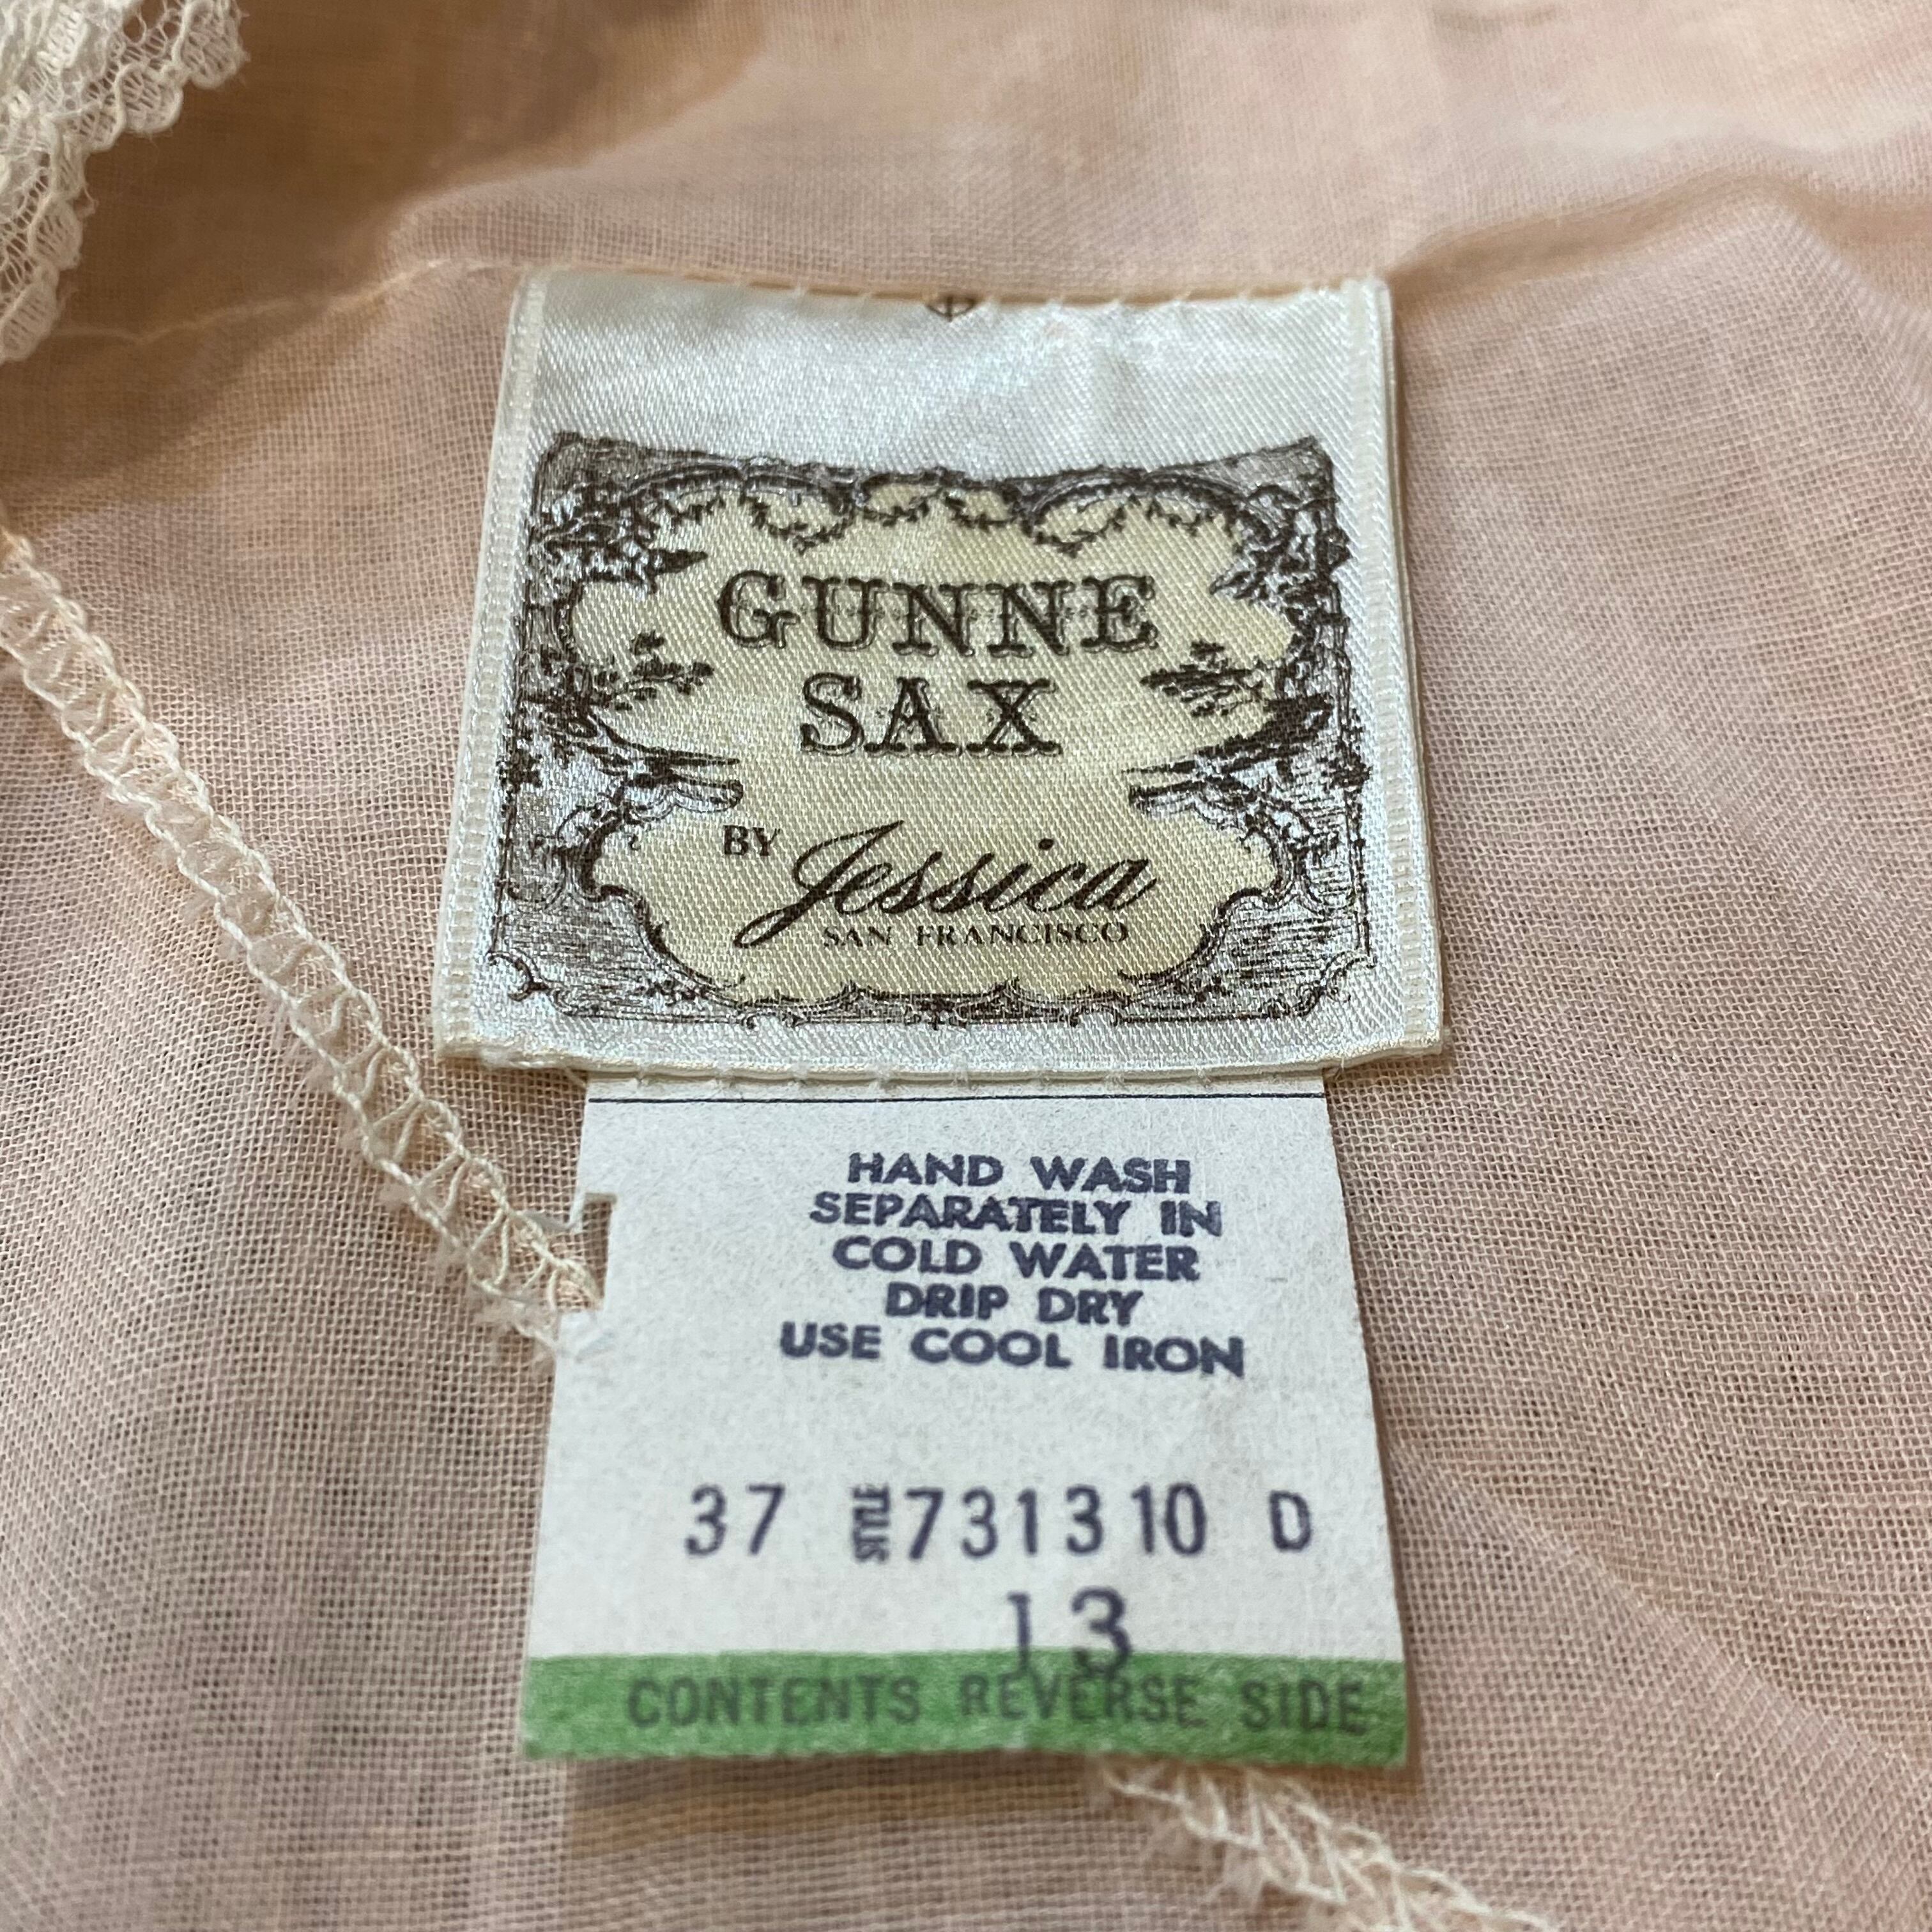 GUNNE
SAX
BY Jessica
SAN FRANCISCO
HAND WASH
SEPARATELY IN
COLD WATER
DRIP DRY
USE COOL IRON
37 STYLE 731310 D
13
CONTENTS REVERSE SIDE